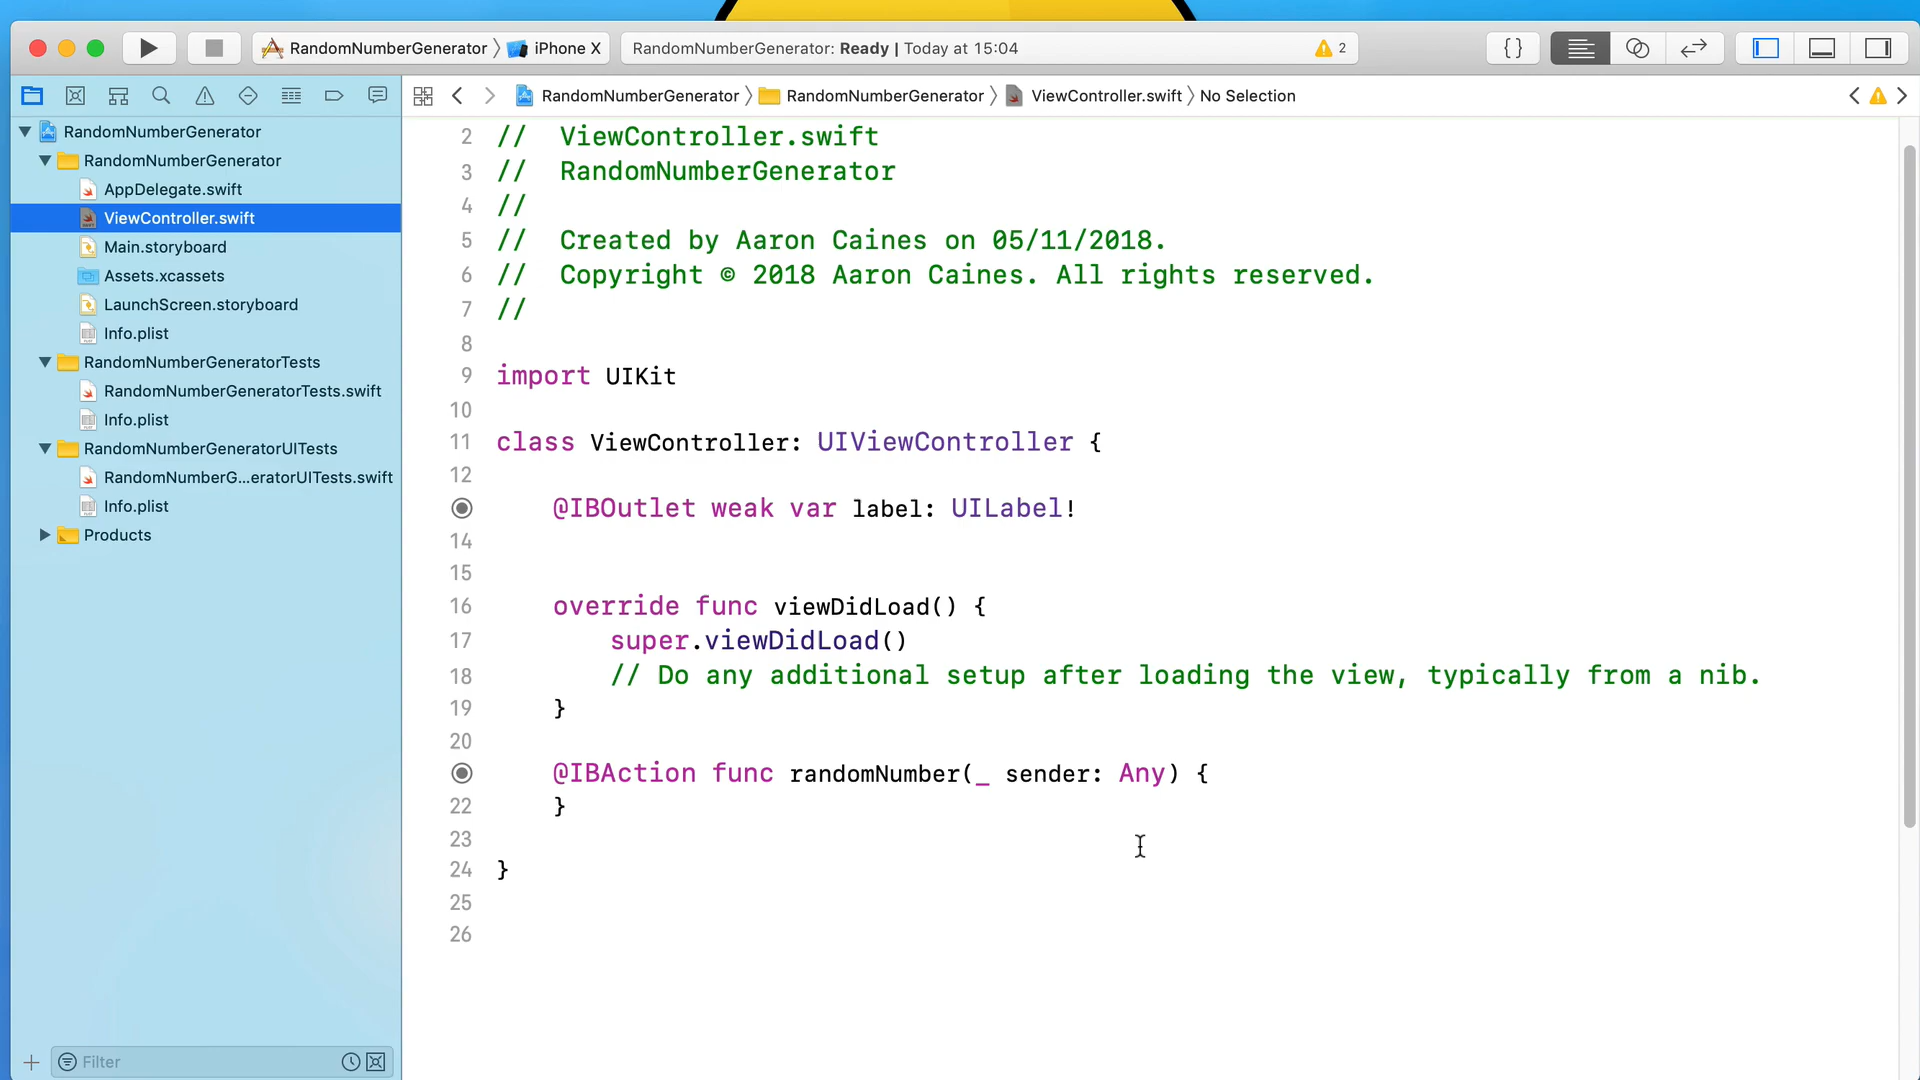 RandomNumberGenerator 〉 iPhone X
RandomNumberGenerator: Ready | Today at 15:04
2
{}
RandomNumberGenerator 〉 RandomNumberGenerator 〉 ViewController.swift 〉 No Selection
RandomNumberGenerator
RandomNumberGenerator
AppDelegate.swift
ViewController.swift
Main.storyboard
Assets.xcassets
LaunchScreen.storyboard
Info.plist
RandomNumberGeneratorTests
RandomNumberGeneratorTests.swift
Info.plist
RandomNumberGeneratorUITests
RandomNumberG...eratorUITests.swift
Info.plist
Products
Filter
2 //  ViewController.swift
3 //  RandomNumberGenerator
4 //
5 //  Created by Aaron Caines on 05/11/2018.
6 //  Copyright © 2018 Aaron Caines. All rights reserved.
7 //
8
9 import UIKit
10
11 class ViewController: UIViewController {
12
@IBOutlet weak var label: UILabel!
14
15
16 override func viewDidLoad() {
17 super.viewDidLoad()
18 // Do any additional setup after loading the view, typically from a nib.
19 }
20
@IBAction func randomNumber(_ sender: Any) {
22 }
23
24 }
25
26